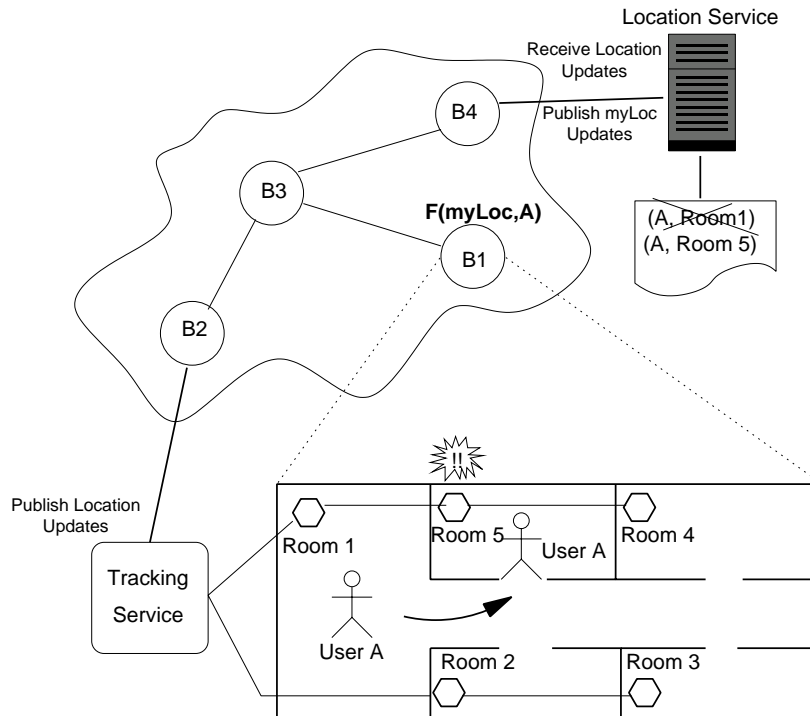 Location Service
Receive Location
Updates
Publish myLoc
Updates
B4
B3
F(myLoc,A)
B1
B2
(A, Room1)
(A, Room 5)
!!
Publish Location
Updates
Tracking
Service
Room 1
Room 5
User A
Room 4
User A
Room 2
Room 3